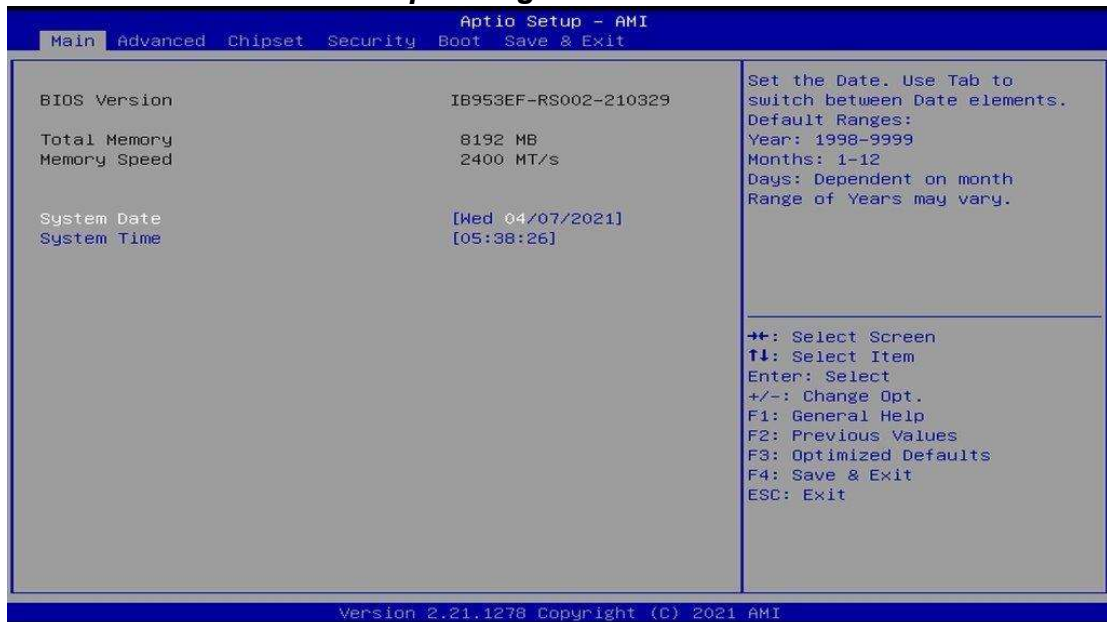 Aptio Setup - AMI
Main Advanced Chipset Security Boot Save & Exit
BIOS Version IB953EF-RS002-210329
Total Memory 8192 MB
Memory Speed 2400 MT/s
System Date [Wed 04/07/2021]
System Time [05:38:26]
Set the Date. Use Tab to
switch between Date elements.
Default Ranges:
Year: 1998-9999
Months: 1-12
Days: Dependent on month
Range of Years may vary.
→←: Select Screen
↑↓: Select Item
Enter: Select
+/-: Change Opt.
F1: General Help
F2: Previous Values
F3: Optimized Defaults
F4: Save & Exit
ESC: Exit
Version 2.21.1278 Copyright (C) 2021 AMI